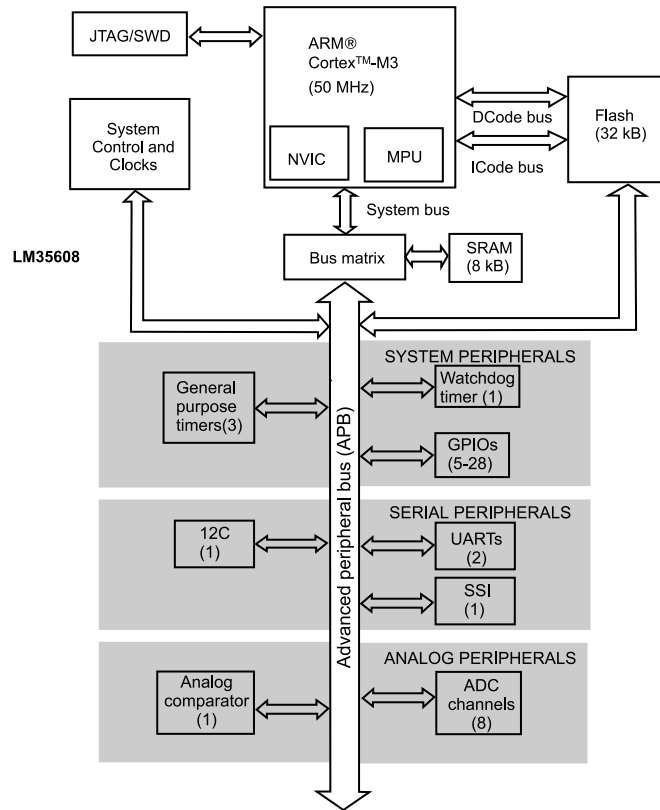 JTAG/SWD
ARM®
Cortex™-M3
(50 MHz)
NVIC
MPU
DCode bus
ICode bus
Flash
(32 kB)
System
Control and
Clocks
System bus
LM35608
Bus matrix
SRAM
(8 kB)
Advanced peripheral bus (APB)
SYSTEM PERIPHERALS
General
purpose
timers(3)
Watchdog
timer (1)
GPIOs
(5-28)
SERIAL PERIPHERALS
12C
(1)
UARTs
(2)
SSI
(1)
ANALOG PERIPHERALS
Analog
comparator
(1)
ADC
channels
(8)